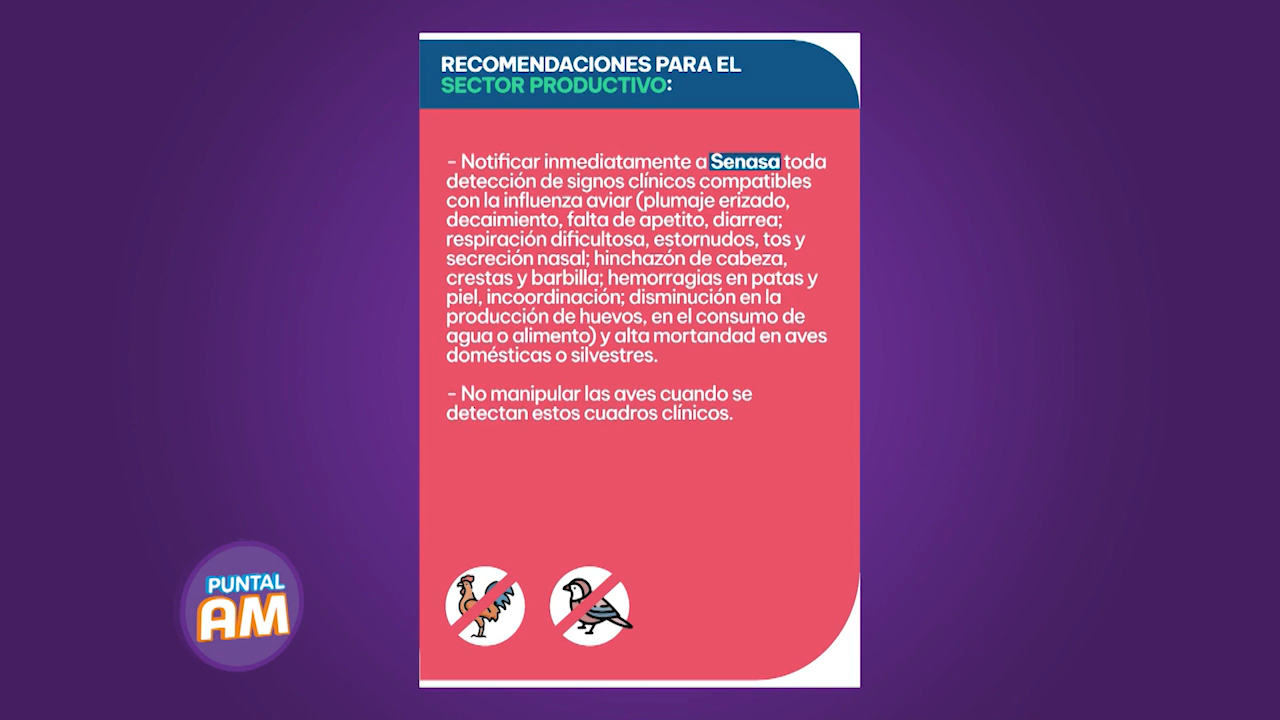 RECOMENDACIONES PARA EL
SECTOR PRODUCTIVO:
- Notificar inmediatamente a Senasa toda
detección de signos clínicos compatibles
con la influenza aviar (plumaje erizado,
decaimiento, falta de apetito, diarrea;
respiración dificultosa, estornudos, tos y
secreción nasal; hinchazón de cabeza,
crestas y barbilla; hemorragias en patas y
piel, incoordinación; disminución en la
producción de huevos, en el consumo de
agua o alimento) y alta mortandad en aves
domésticas o silvestres.
- No manipular las aves cuando se
detectan estos cuadros clínicos.
PUNTAL
AM